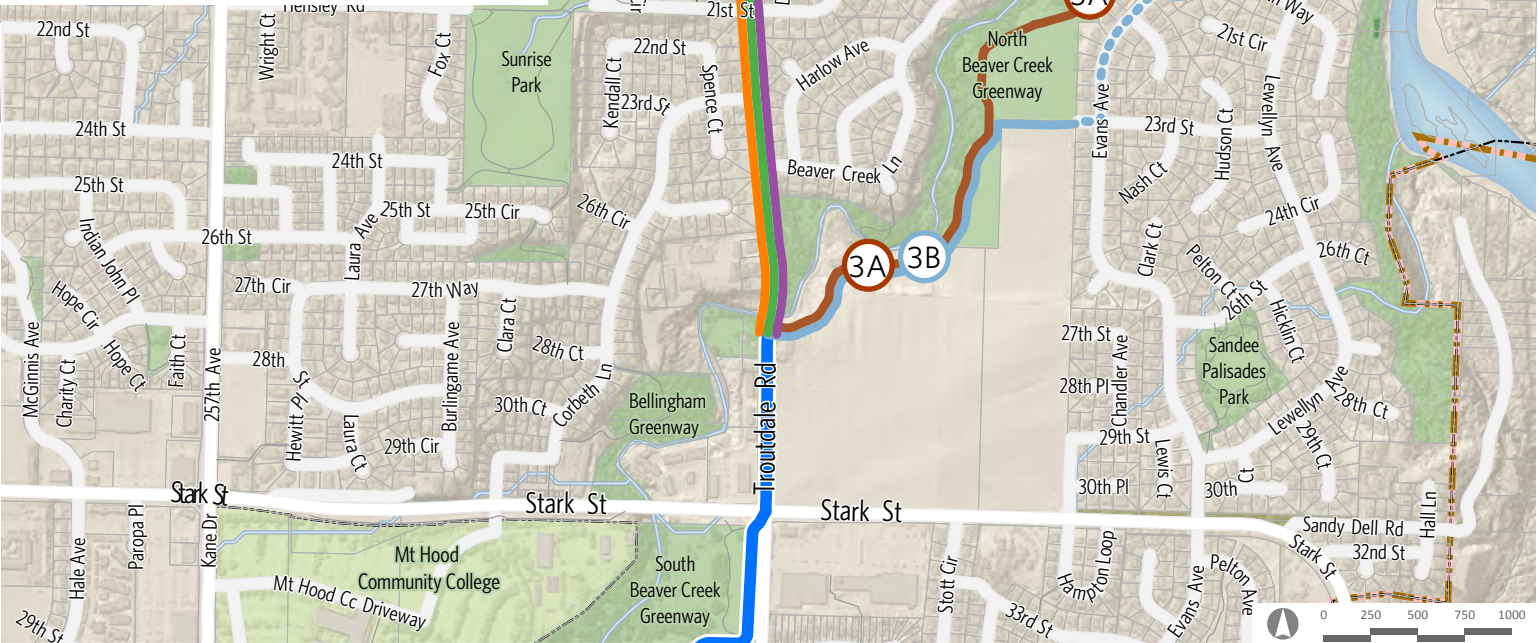 Hensley Rd
21st St
22nd St
Wright Ct
Fox Ct
Sunrise
Park
Kendall Ct
22nd St
Spence Ct
23rd St
Harlow Ave
North
Beaver Creek
Greenway
3A
Way
21st Cir
Lewellyn Ave
Evans Ave
23rd St
Hudson Ct
Nash Ct
24th St
24th St
25th St
25th St
25th Cir
26th Cir
Beaver Creek Ln
24th Cir
Indian John Pl
26th St
Laura Ave
3A
3B
Clark Ct
Pelton Ct
26th Ct
26th St
27th Cir
27th Way
Hope Cir
Hope Ct
McGinnis Ave
Charity Ct
Faith Ct
257th Ave
28th St
Clara Ct
28th Ct
Burlingame Ave
Corbeth Ln
27th St
Chandler Ave
Hicklin Ct
Sandee
Palisades
Park
28th Pl
Lewellyn Ave
28th Ct
Hewitt Pl
Laura Ct
30th Ct
29th Cir
Bellingham
Greenway
Troutdale Rd
29th St
Lewis Ct
29th Ct
30th Pl
30th Ct
Hall Ln
Stark St
Stark St
Stark St
Sandy Dell Rd
32nd St
Stark St
Kane Dr
Paropa Pl
Hale Ave
Mt Hood
Community College
Mt Hood Cc Driveway
South
Beaver Creek
Greenway
Stott Cir
33rd St
Hampton Loop
Evans Ave
Pelton Ave
29th St
0 250 500 750 1000